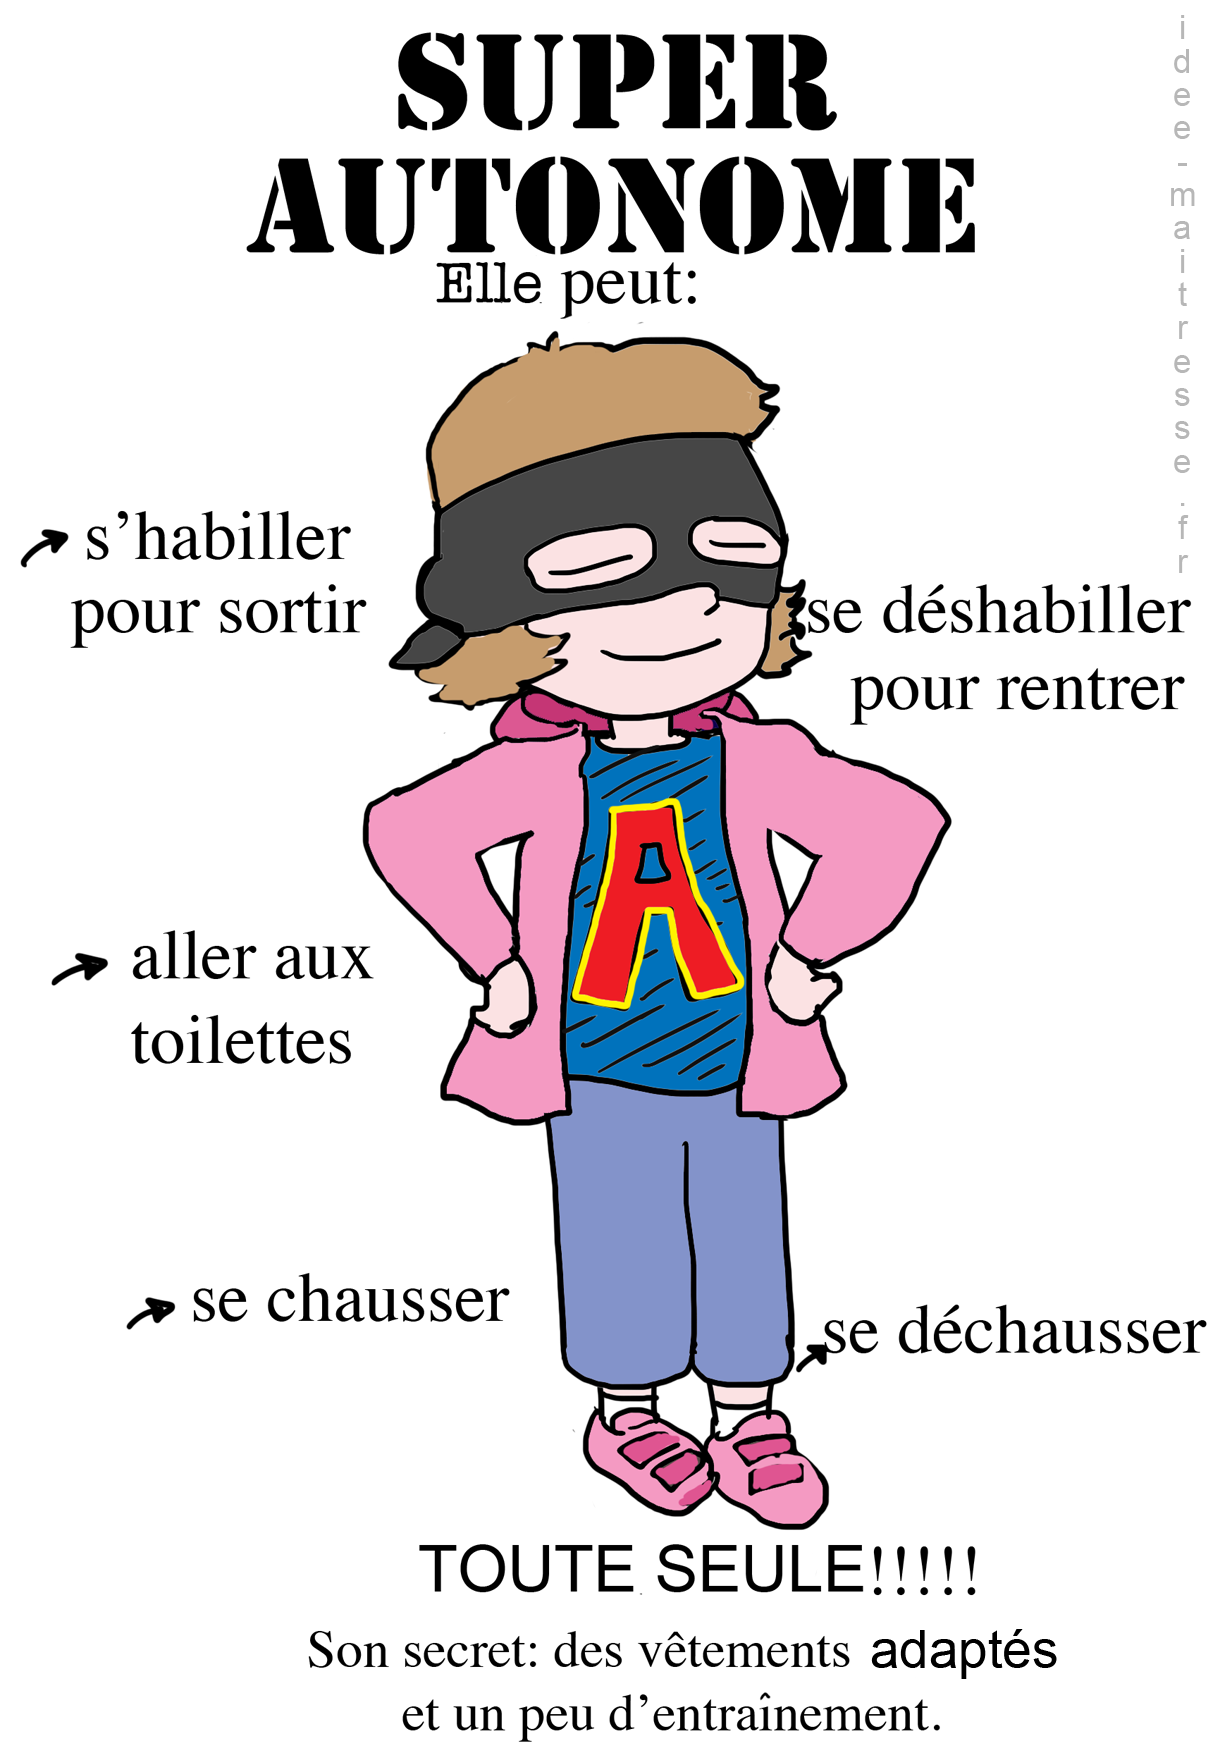 SUPER
AUTONOME
Elle peut:
s'habiller
pour sortir
se déshabiller
pour rentrer
A
aller aux
toilettes
se chausser
se déchausser
TOUTE SEULE!!!!!
Son secret: des vêtements adaptés
et un peu d'entraînement.
idee-maitresse.fr